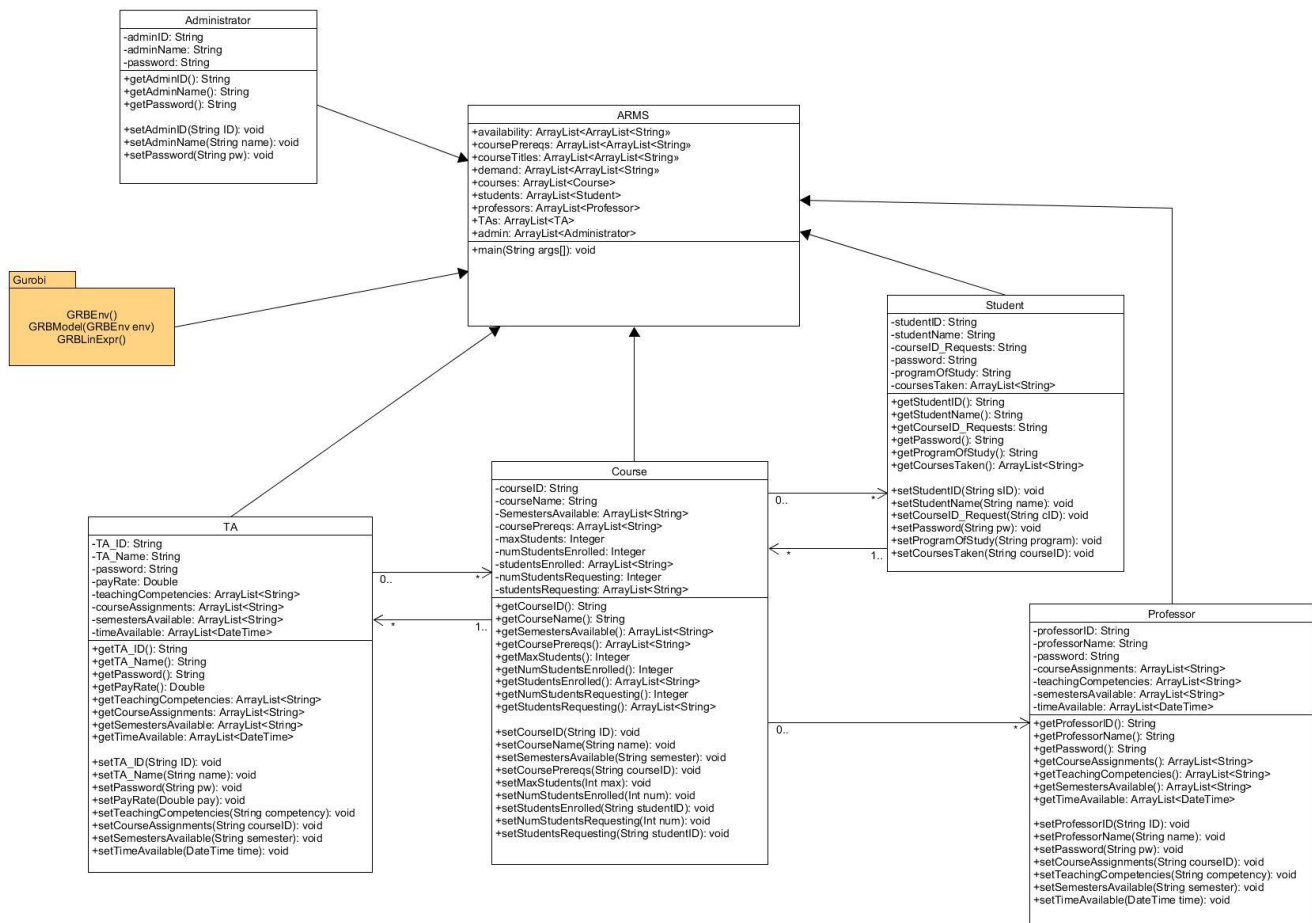 Administrator
-adminID: String
-adminName: String
-password: String
+getAdminID(): String
+getAdminName(): String
+getPassword(): String
+setAdminID(String ID): void
+setAdminName(String name): void
+setPassword(String pw): void
ARMS
+availability: ArrayList<ArrayList<String»
+coursePrereqs: ArrayList<ArrayList<String»
+courseTitles: ArrayList<ArrayList<String»
+demand: ArrayList<ArrayList<String»
+courses: ArrayList<Course>
+students: ArrayList<Student>
+professors: ArrayList<Professor>
+TAs: ArrayList<TA>
+admin: ArrayList<Administrator>
+main(String args[]): void
Gurobi
GRBEnv()
GRBModel(GRBEnv env)
GRBLinExpr()
Student
-studentID: String
-studentName: String
-courseID_Requests: String
-password: String
-programOfStudy: String
-coursesTaken: ArrayList<String>
+getStudentID(): String
+getStudentName(): String
+getCourseID_Requests: String
+getPassword(): String
+getProgramOfStudy(): String
+getCoursesTaken(): ArrayList<String>
+setStudentID(String sID): void
+setStudentName(String name): void
+setCourseID_Request(String cID): void
+setPassword(String pw): void
+setProgramOfStudy(String program): void
+setCoursesTaken(String courseID): void
TA
-TA_ID: String
-TA_Name: String
-password: String
-payRate: Double
-teachingCompetencies: ArrayList<String>
-courseAssignments: ArrayList<String>
-semestersAvailable: ArrayList<String>
-timeAvailable: ArrayList<DateTime>
+getTA_ID(): String
+getTA_Name(): String
+getPassword(): String
+getPayRate(): Double
+getTeachingCompetencies: ArrayList<String>
+getCourseAssignments: ArrayList<String>
+getSemestersAvailable: ArrayList<String>
+getTimeAvailable: ArrayList<DateTime>
+setTA_ID(String ID): void
+setTA_Name(String name): void
+setPassword(String pw): void
+setPayRate(Double pay): void
+setTeachingCompetencies(String competency): void
+setCourseAssignments(String courseID): void
+setSemestersAvailable(String semester): void
+setTimeAvailable(DateTime time): void
0.. *
* 1..
Course
-courseID: String
-courseName: String
-SemestersAvailable: ArrayList<String>
-coursePrereqs: ArrayList<String>
-maxStudents: Integer
-numStudentsEnrolled: Integer
-studentsEnrolled: ArrayList<String>
-numStudentsRequesting: Integer
-studentsRequesting: ArrayList<String>
+getCourseID(): String
+getCourseName(): String
+getSemestersAvailable(): ArrayList<String>
+getCoursePrereqs(): ArrayList<String>
+getMaxStudents(): Integer
+getNumStudentsEnrolled(): Integer
+getStudentsEnrolled(): ArrayList<String>
+getNumStudentsRequesting(): Integer
+getStudentsRequesting(): ArrayList<String>
+setCourseID(String ID): void
+setCourseName(String name): void
+setSemestersAvailable(String semester): void
+setCoursePrereqs(String courseID): void
+setMaxStudents(Int max): void
+setNumStudentsEnrolled(Int num): void
+setStudentsEnrolled(String studentID): void
+setNumStudentsRequesting(Int num): void
+setStudentsRequesting(String studentID): void
0.. *
* 1..
0.. *
Professor
-professorID: String
-professorName: String
-password: String
-courseAssignments: ArrayList<String>
-teachingCompetencies: ArrayList<String>
-semestersAvailable: ArrayList<String>
-timeAvailable: ArrayList<DateTime>
+getProfessorID(): String
+getProfessorName(): String
+getPassword(): String
+getCourseAssignments(): ArrayList<String>
+getTeachingCompetencies(): ArrayList<String>
+getSemestersAvailable(): ArrayList<String>
+getTimeAvailable: ArrayList<DateTime>
+setProfessorID(String ID): void
+setProfessorName(String name): void
+setPassword(String pw): void
+setCourseAssignments(String courseID): void
+setTeachingCompetencies(String competency): void
+setSemestersAvailable(String semester): void
+setTimeAvailable(DateTime time): void